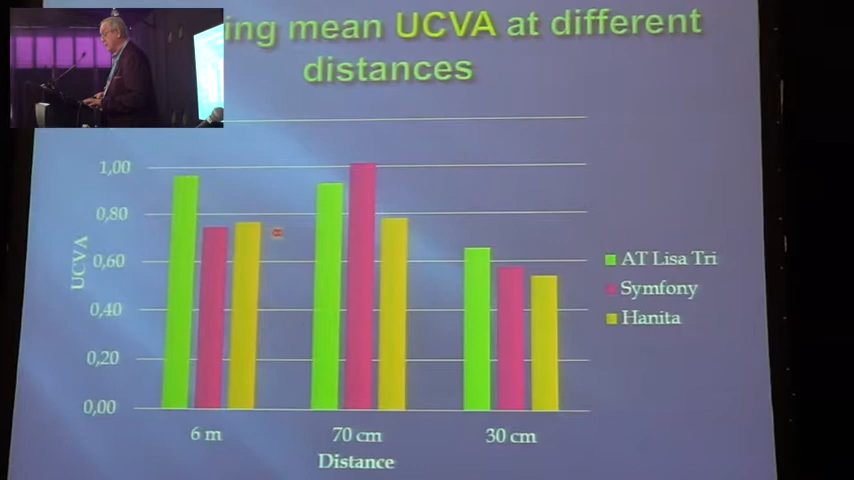 ing mean UCVA at different
distances
1,00
0,80
0,60
0,40
0,20
0,00
UCVA
6 m
70 cm
30 cm
Distance
AT Lisa Tri
Symfony
Hanita